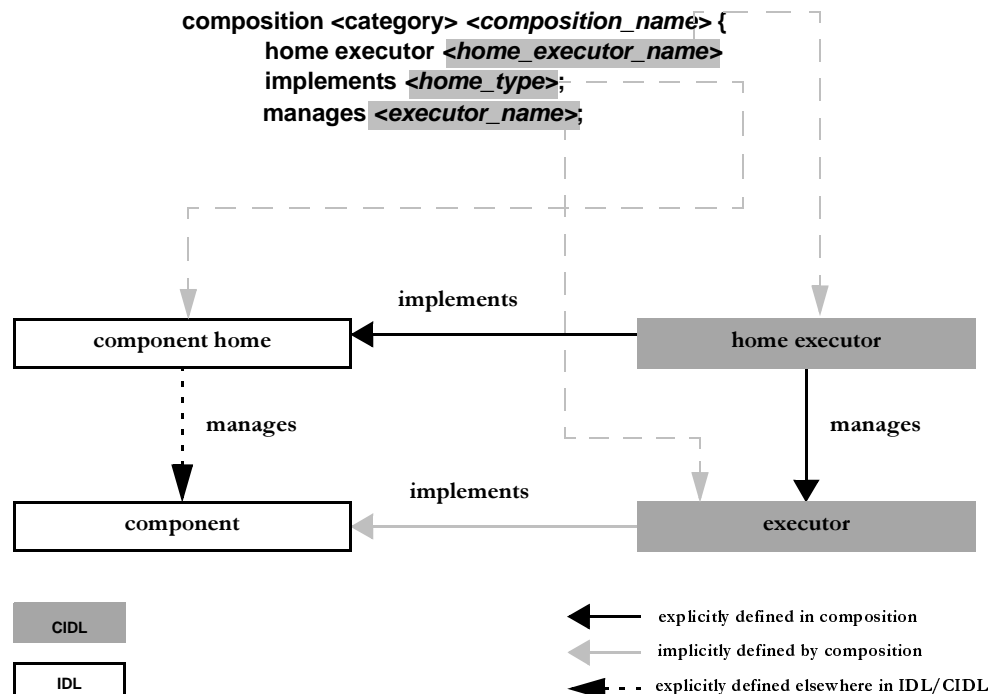 composition <category> <composition_name> {
home executor <home_executor_name>
implements <home_type>;
manages <executor_name>;
implements
component home
home executor
manages
manages
implements
component
executor
CIDL
explicitly defined in composition
implicitly defined by composition
IDL
explicitly defined elsewhere in IDL/CIDL